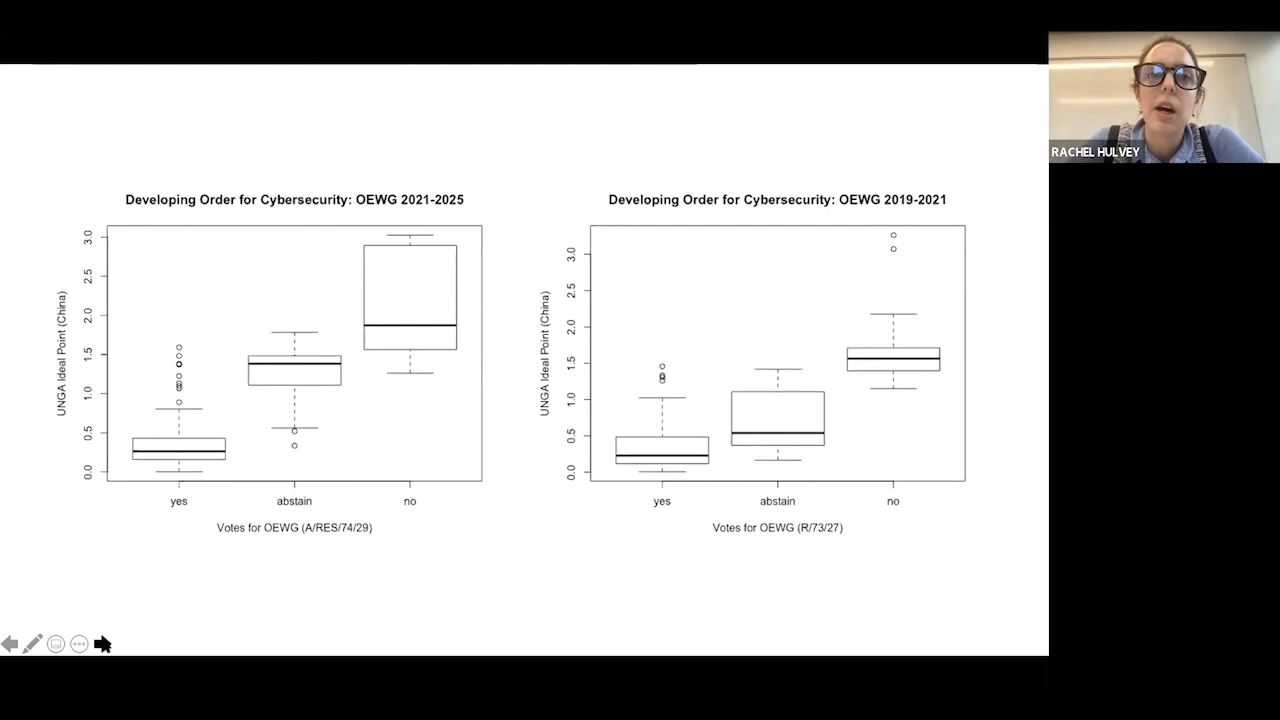 Developing Order for Cybersecurity: OEWG 2021-2025
UNGA Ideal Point (China)
3.0
2.5
2.0
1.5
1.0
0.5
0.0
yes abstain no
Votes for OEWG (A/RES/74/29)
Developing Order for Cybersecurity: OEWG 2019-2021
UNGA Ideal Point (China)
3.0
2.5
2.0
1.5
1.0
0.5
0.0
yes abstain no
Votes for OEWG (R/73/27)
RACHEL HULVEY